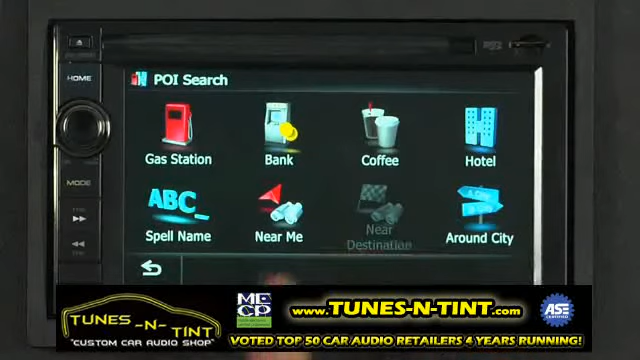 POI Search
HOME
Gas Station
Bank
Coffee
Hotel
MODE
ABC_
Spell Name
Near Me
Near
Destination
Around City
TUNES-N-TINT
"CUSTOM CAR AUDIO SHOP"
MECP
www.TUNES-N-TINT.com
ASE
CERTIFIED
VOTED TOP 50 CAR AUDIO RETAILERS 4 YEARS RUNNING!